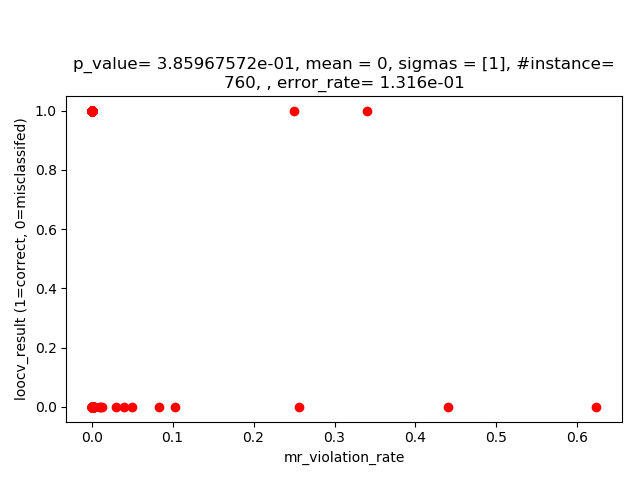 p_value= 3.85967572e-01, mean = 0, sigmas = [1], #instance=
760, , error_rate= 1.316e-01
1.0
0.8
0.6
0.4
0.2
0.0
loocv_result (1=correct, 0=misclassifed)
0.0 0.1 0.2 0.3 0.4 0.5 0.6
mr_violation_rate